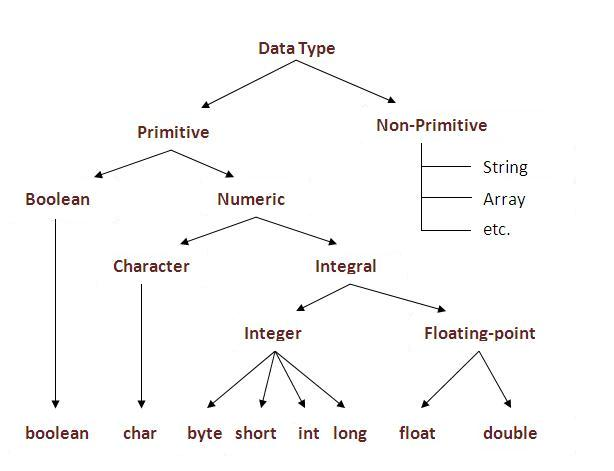 Data Type
Primitive
Non-Primitive
String
Array
etc.
Boolean
Numeric
Character
Integral
Integer
Floating-point
boolean char byte short int long float double